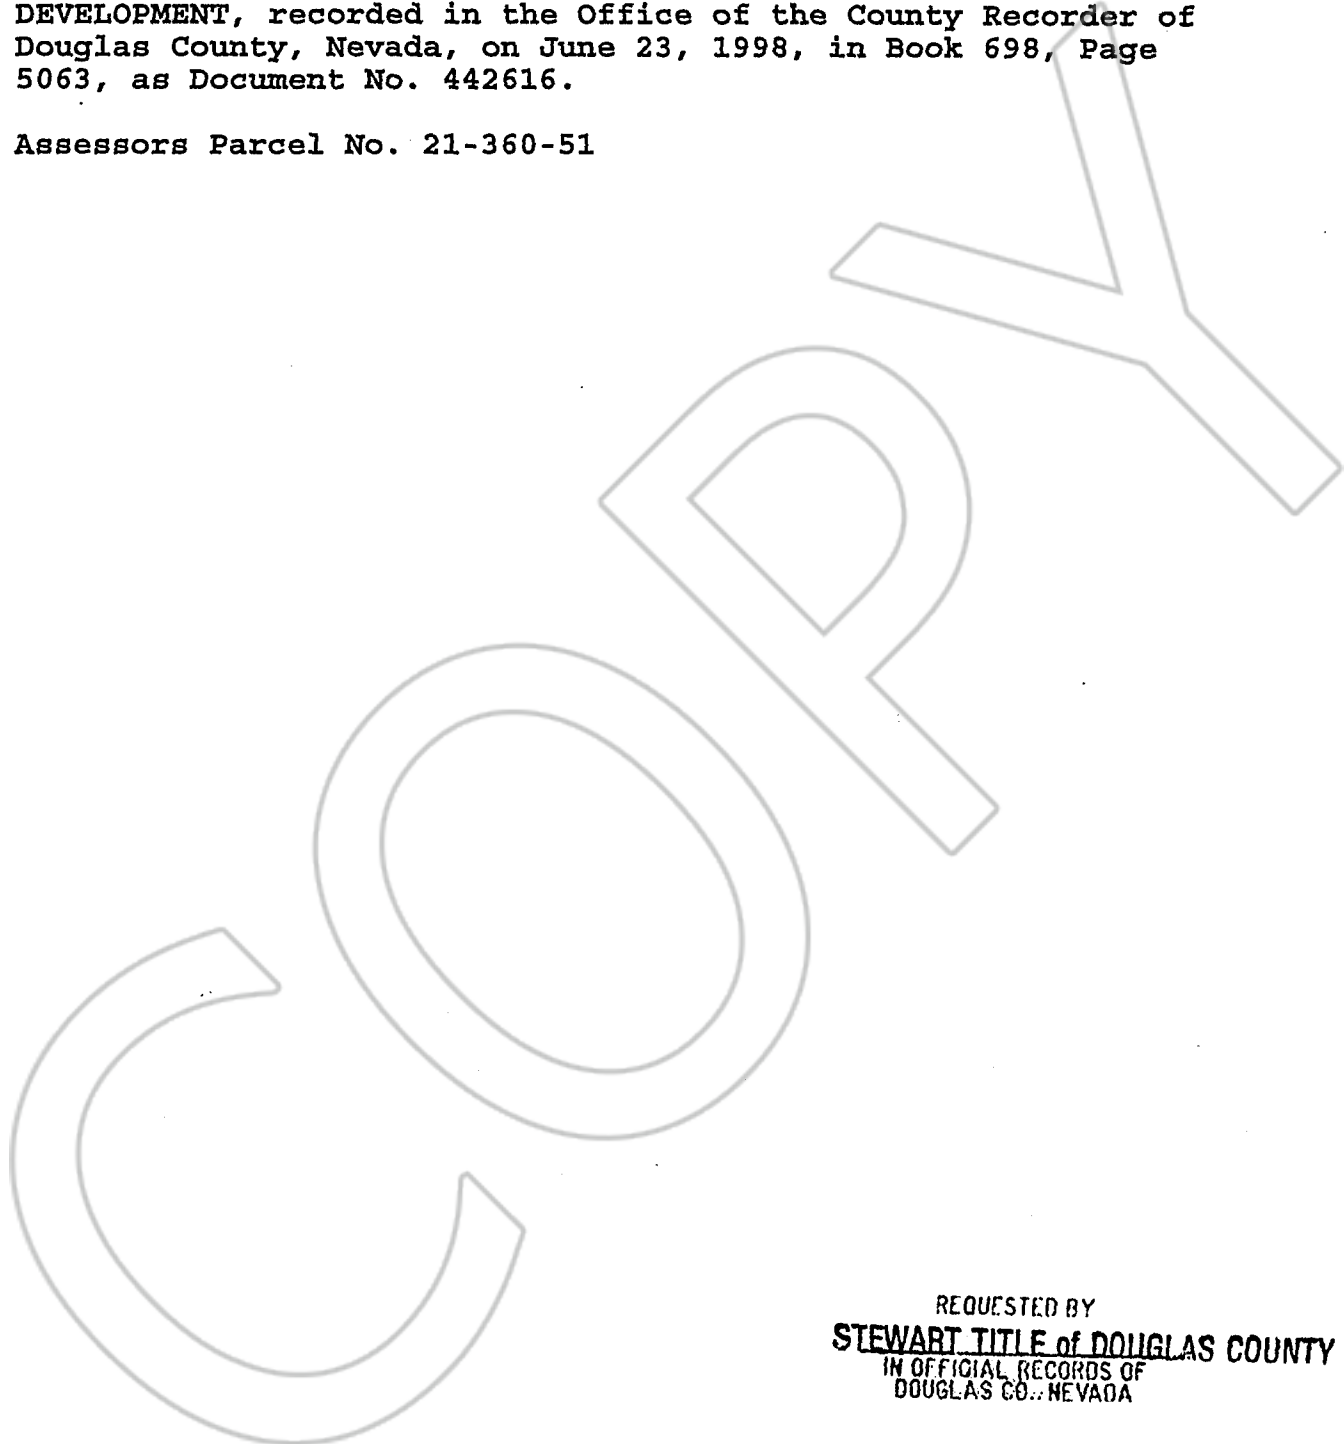 DEVELOPMENT, recorded in the Office of the County Recorder of
Douglas County, Nevada, on June 23, 1998, in Book 698, Page
5063, as Document No. 442616.
Assessors Parcel No. 21-360-51
COPY
REQUESTED BY
STEWART TITLE of DOUGLAS COUNTY
IN OFFICIAL RECORDS OF
DOUGLAS CO., NEVADA